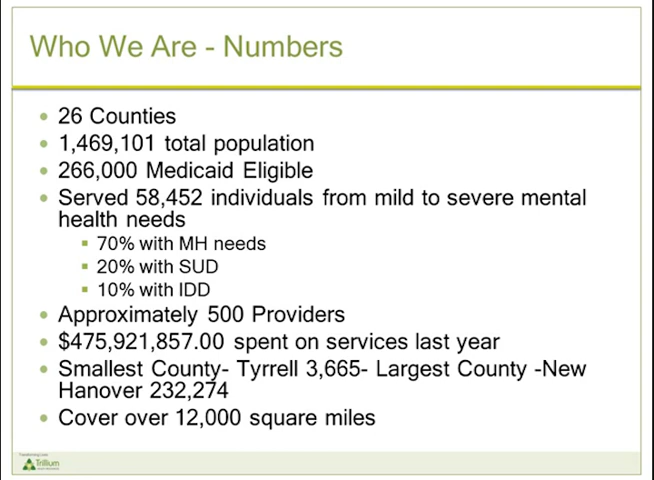 Who We Are - Numbers
26 Counties
1,469,101 total population
266,000 Medicaid Eligible
Served 58,452 individuals from mild to severe mental
health needs
70% with MH needs
20% with SUD
10% with IDD
Approximately 500 Providers
$475,921,857.00 spent on services last year
Smallest County- Tyrrell 3,665- Largest County -New
Hanover 232,274
Cover over 12,000 square miles
Transforming Lives
Trillium